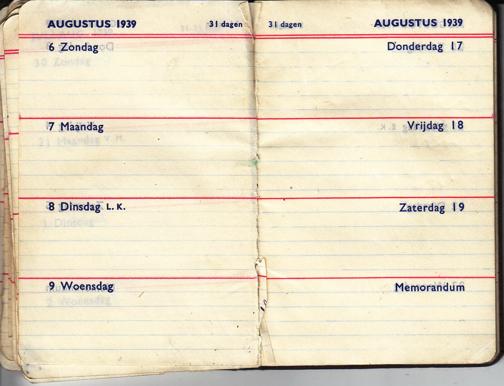 AUGUSTUS 1939 31 dagen
6 Zondag
7 Maandag
8 Dinsdag L. K.
9 Woensdag
31 dagen AUGUSTUS 1939
Donderdag 17
Vrijdag 18
Zaterdag 19
Memorandum